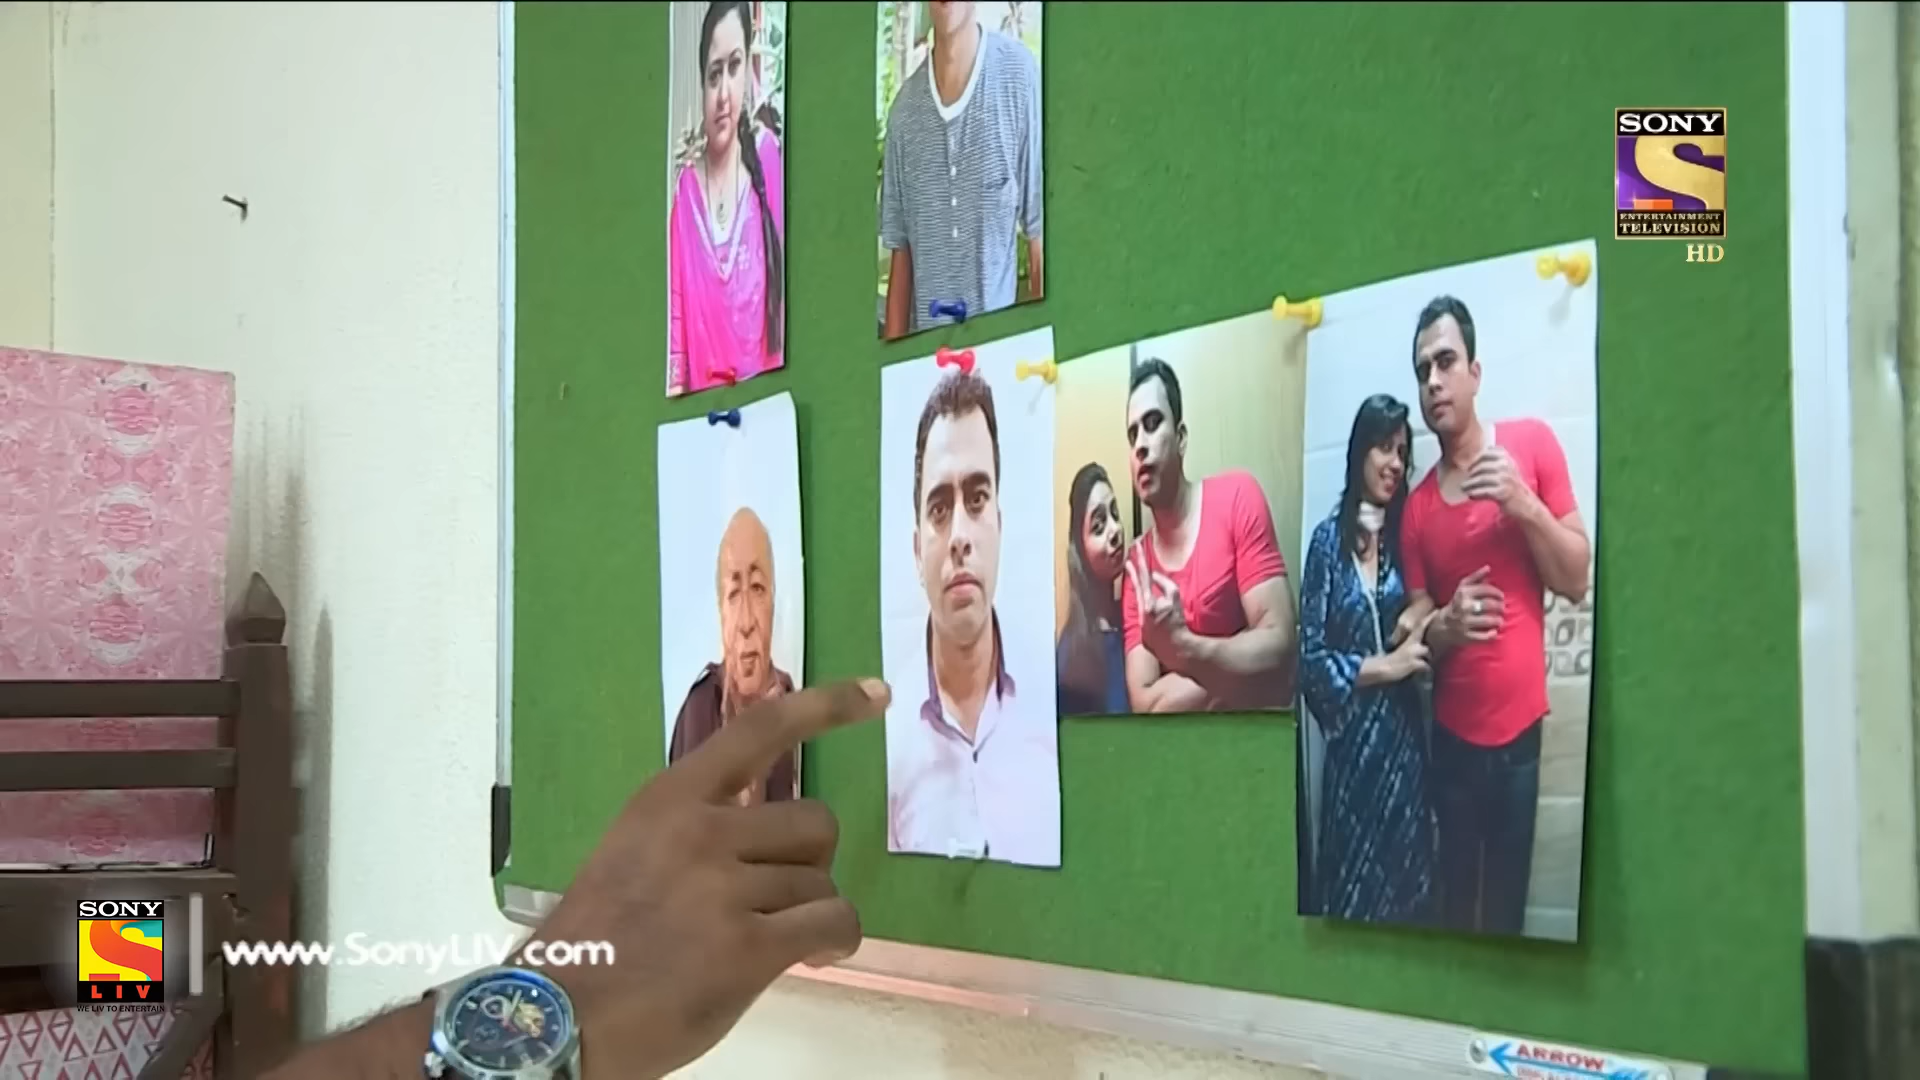 SONY
ENTERTAINMENT
TELEVISION
HD
SONY
LIV
WE LIV TO ENTERTAIN
www.SonyLIV.com
ARROW